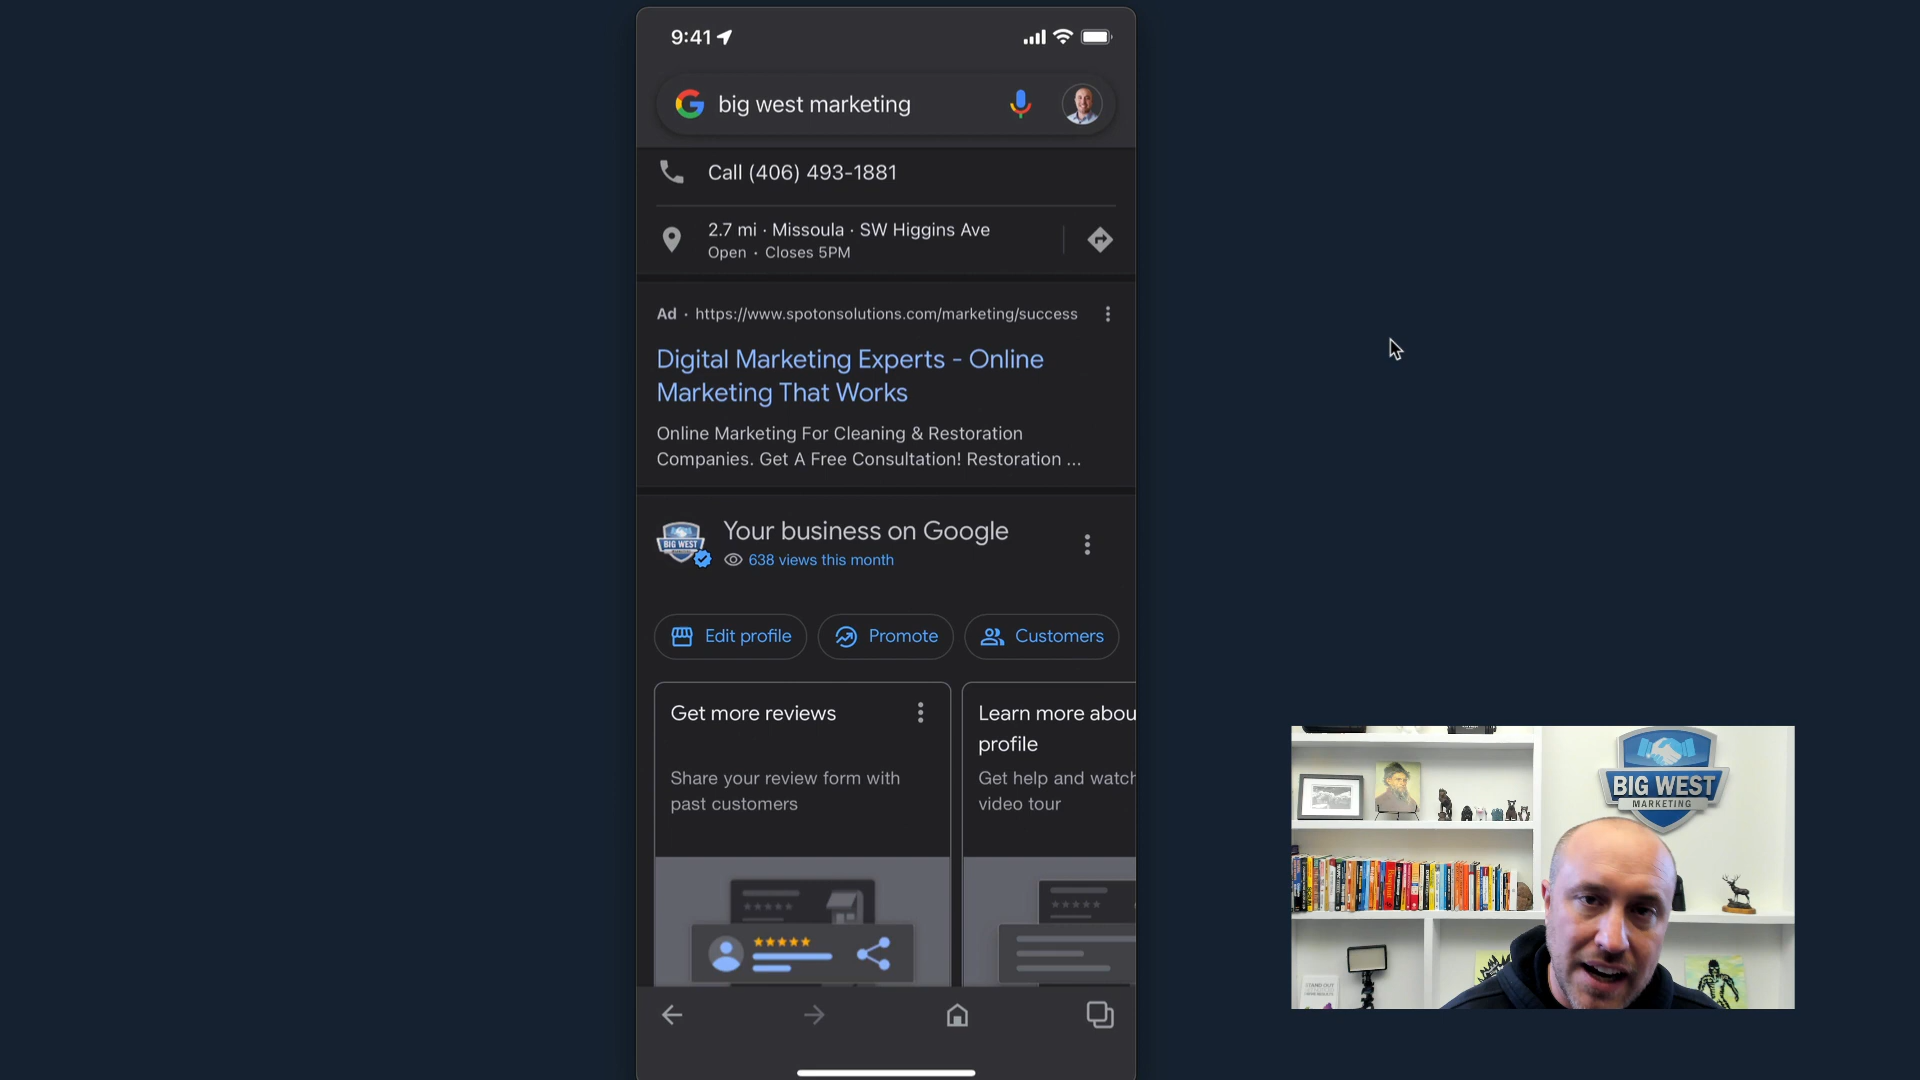 9:41
big west marketing
Call (406) 493-1881
2.7 mi · Missoula · SW Higgins Ave
Open · Closes 5PM
Ad · https://www.spotonsolutions.com/marketing/success
Digital Marketing Experts - Online
Marketing That Works
Online Marketing For Cleaning & Restoration
Companies. Get A Free Consultation! Restoration ...
BIG WEST
Your business on Google
638 views this month
Edit profile
Promote
Customers
Get more reviews
Share your review form with
past customers
Learn more abou
profile
Get help and watch
video tour
BIG WEST
MARKETING
STAND OUT